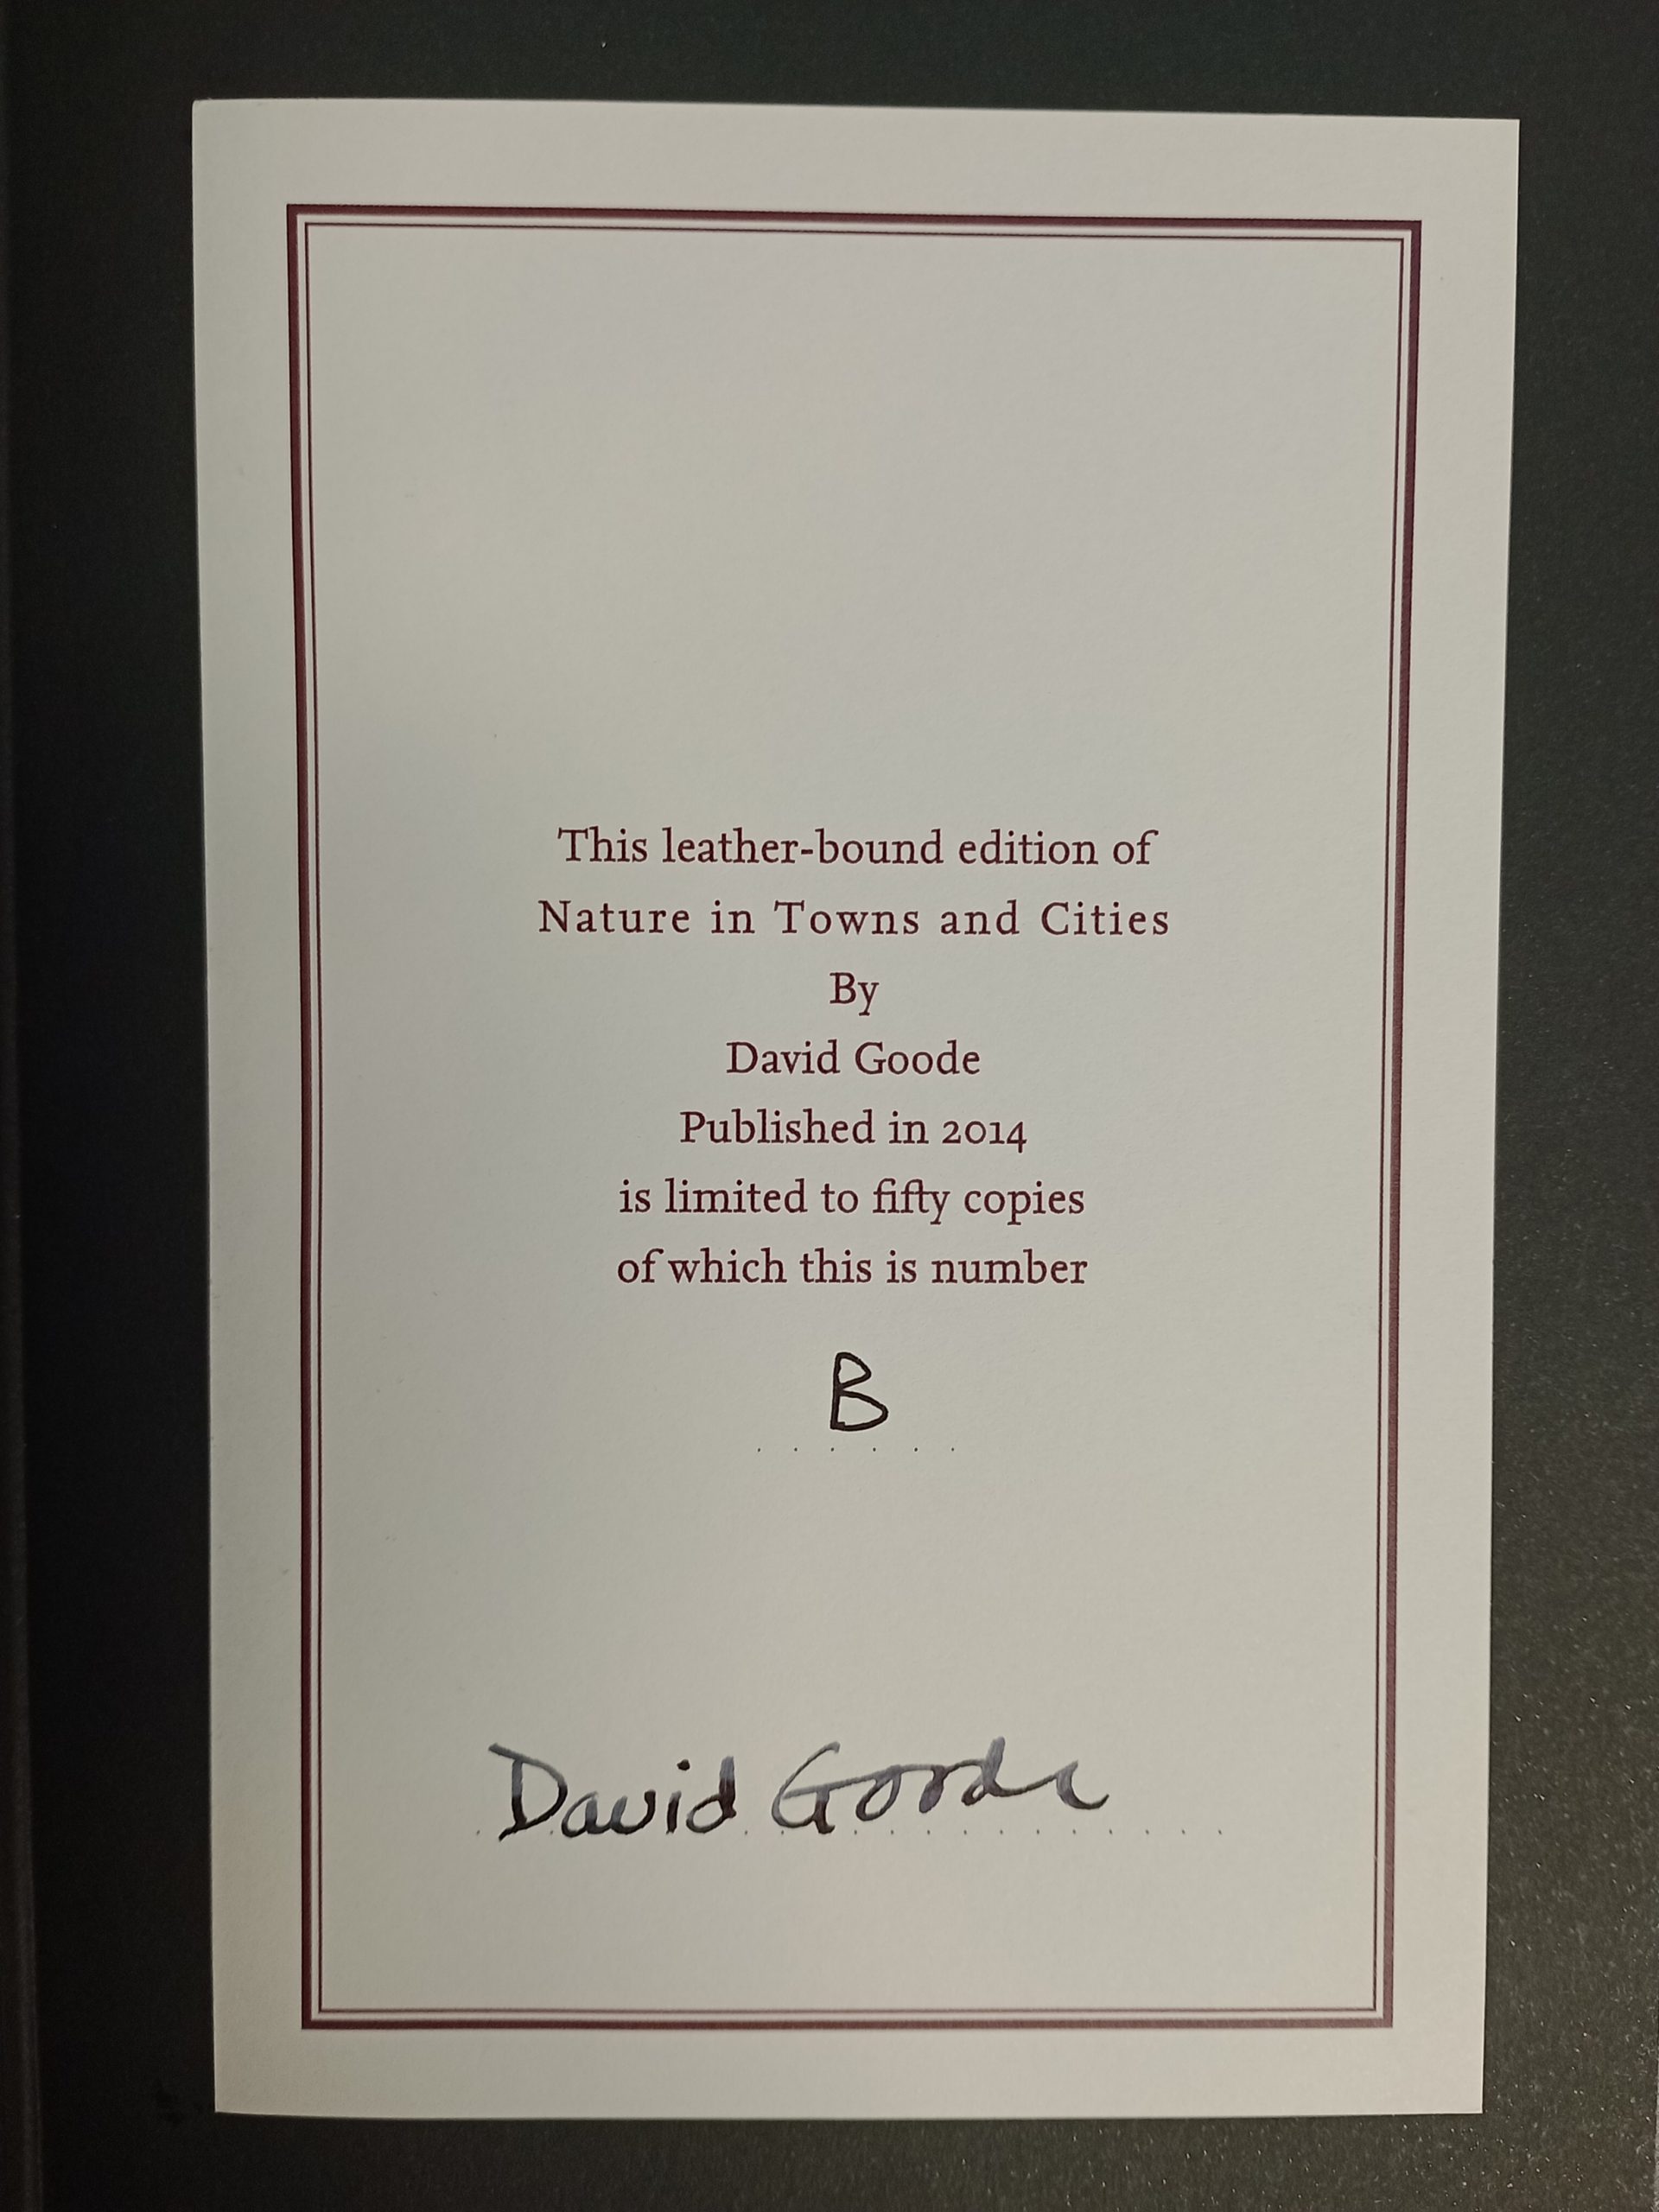 This leather-bound edition of
Nature in Towns and Cities
By
David Goode
Published in 2014
is limited to fifty copies
of which this is number
B
David Goode